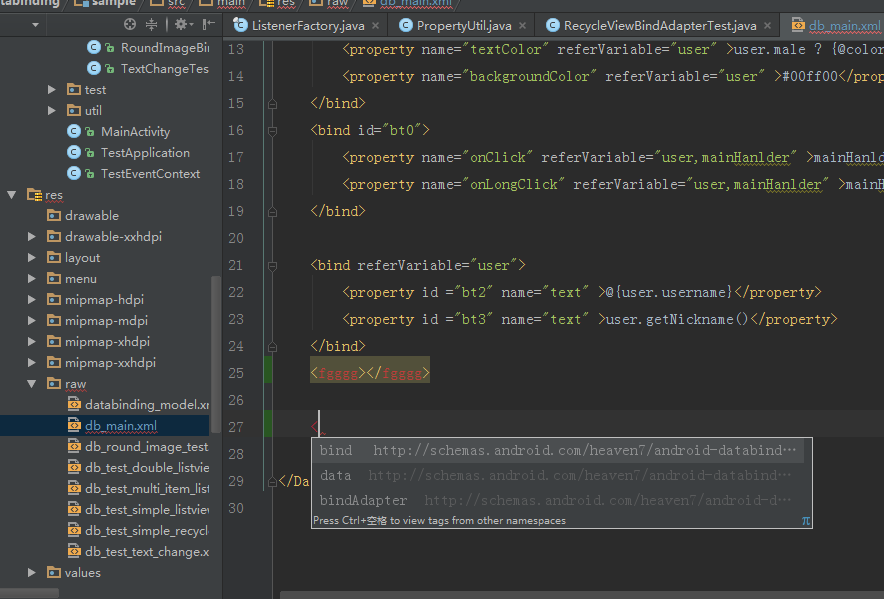 tabinding
sample
src
main
res
raw
db_main.xml
ListenerFactory.java
PropertyUtil.java
RecycleViewBindAdapterTest.java
db_main.xml
RoundImageBi
TextChangeTes
test
util
MainActivity
TestApplication
TestEventContext
res
drawable
drawable-xxhdpi
layout
menu
mipmap-hdpi
mipmap-mdpi
mipmap-xhdpi
mipmap-xxhdpi
raw
databinding_model.xr
db_main.xml
db_round_image_test
db_test_double_listvie
db_test_multi_item_list
db_test_simple_listview
db_test_simple_recycl
db_test_text_change.x
values
13 <property name="textColor" referVariable="user" >user.male ? {@color
14 <property name="backgroundColor" referVariable="user" >#00ff00</prop
15 </bind>
16 <bind id="bt0">
17 <property name="onClick" referVariable="user,mainHanlder" >mainHanld
18 <property name="onLongClick" referVariable="user,mainHanlder" >mainH
19 </bind>
20
21 <bind referVariable="user">
22 <property id ="bt2" name="text" >@{user.username}</property>
23 <property id ="bt3" name="text" >user.getNickname()</property>
24 </bind>
25 <fgggg></fgggg>
26
27 <
28
29 </Da
30
bind http://schemas.android.com/heaven7/android-databind…
data http://schemas.android.com/heaven7/android-databind…
bindAdapter http://schemas.android.com/heaven7/android-d…
Press Ctrl+空格 to view tags from other namespaces
π